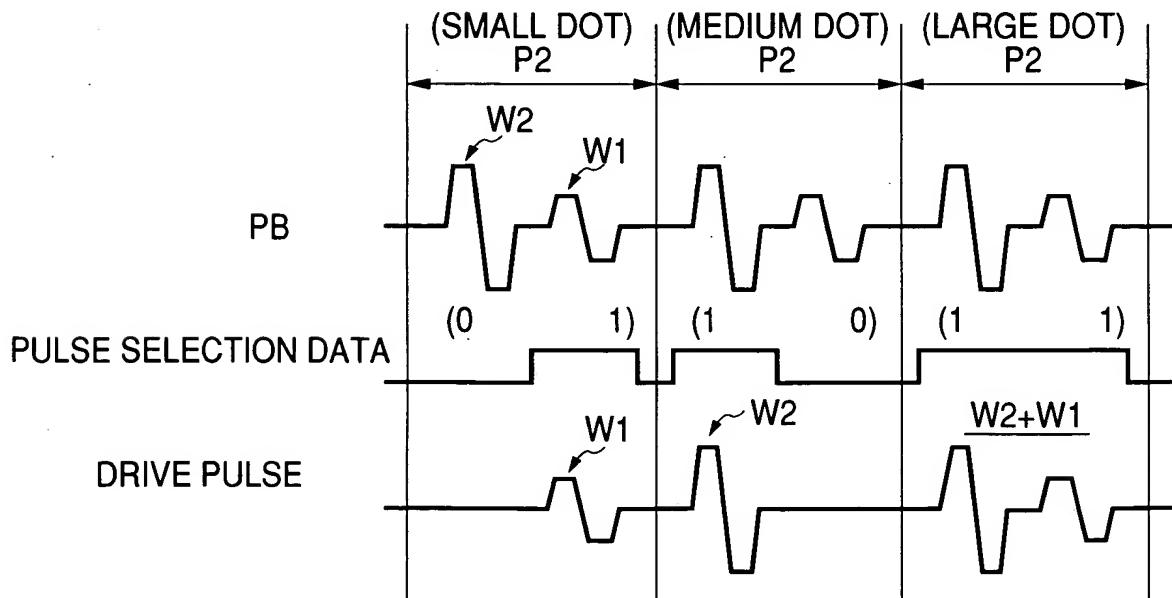 (SMALL DOT) (MEDIUM DOT) (LARGE DOT)
P2 P2 P2
W2
W1
PB
(0 1) (1 0) (1 1)
PULSE SELECTION DATA
W1 W2 W2+W1
DRIVE PULSE